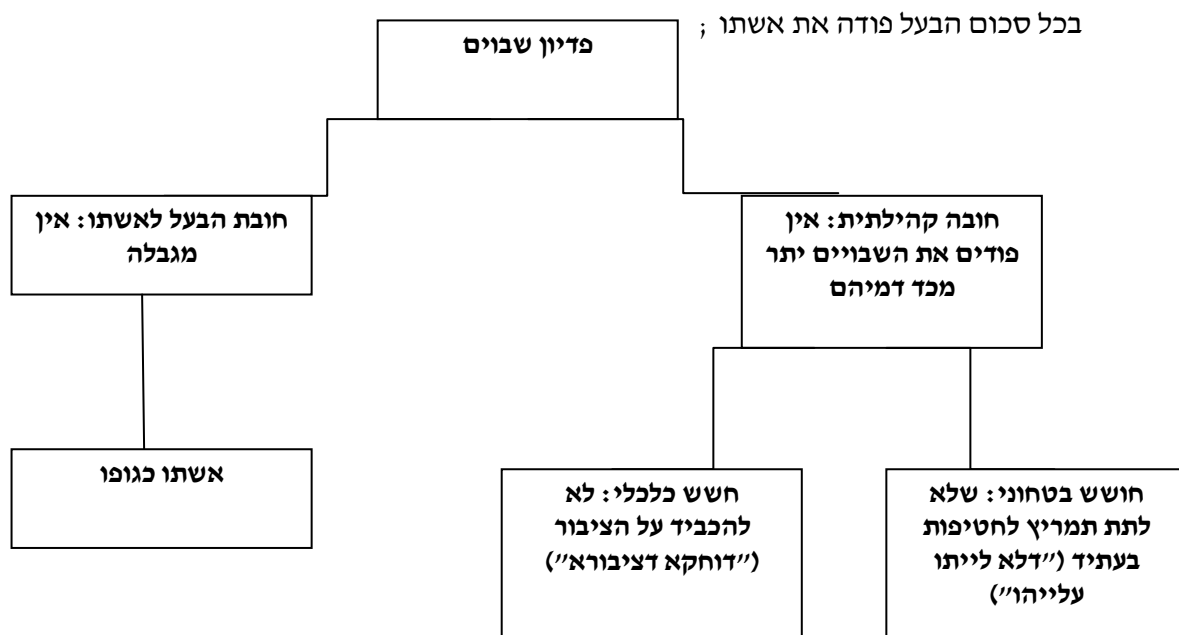 בכל סכום הבעל פודה את אשתו ;
פדיון שבוים
חובה קהילתית: אין
פודים את השבויים יתר
מכד דמיהם
חובת הבעל לאשתו: אין
מגבלה
חושש בטחוני: שלא
לתת תמריץ לחטיפות
בעתיד ("דלא לייתו
עלייהו")
חשש כלכלי: לא
להכביד על הציבור
("דוחקא דציבורא")
אשתו כגופו